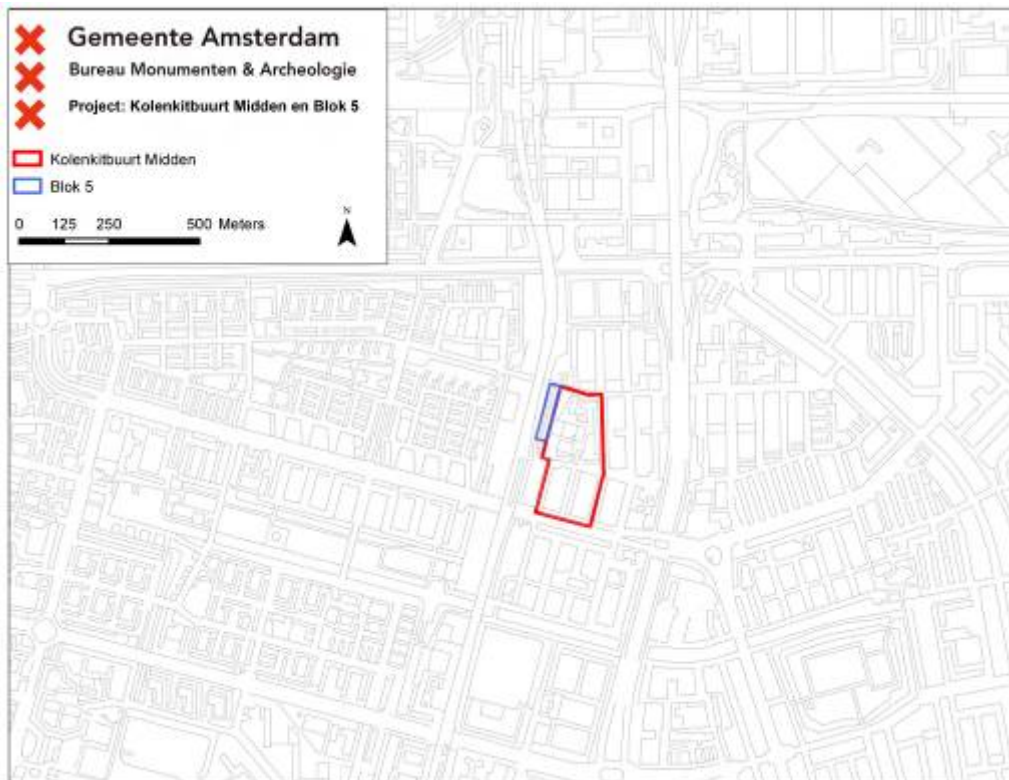 Gemeente Amsterdam
Bureau Monumenten & Archeologie
Project: Kolenkitbuurt Midden en Blok 5
Kolenkitbuurt Midden
Blok 5
0 125 250 500 Meters
N